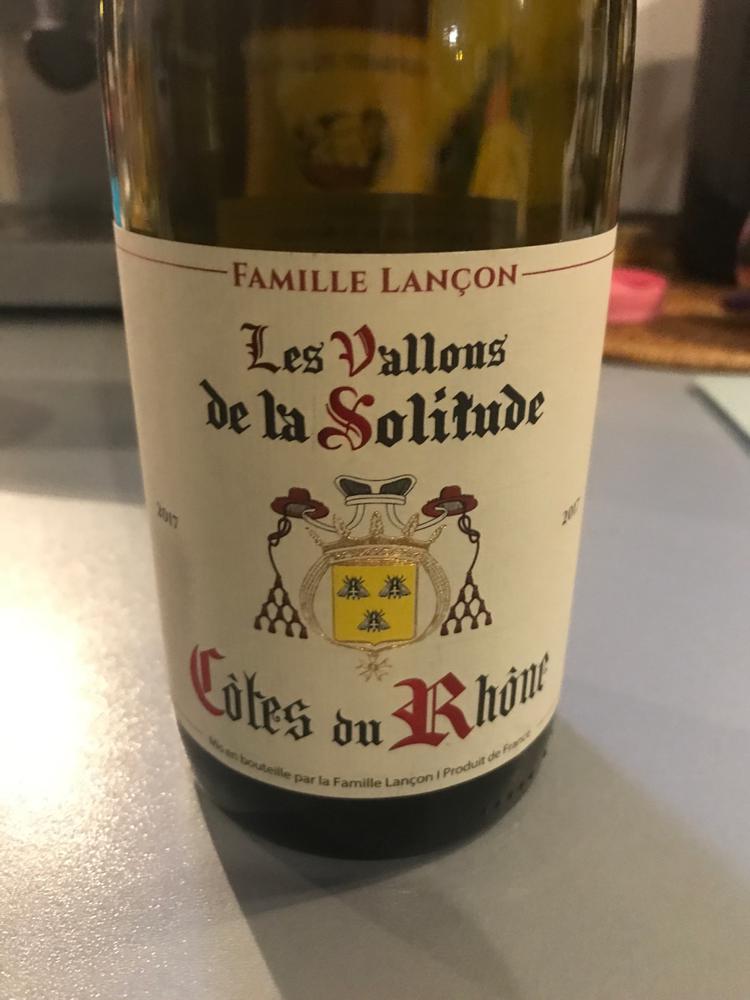 FAMILLE LANÇON
Les Vallons
de la Solitude
2017
2017
Côtes du Rhône
Mis en bouteille par la Famille Lançon I Produit de France